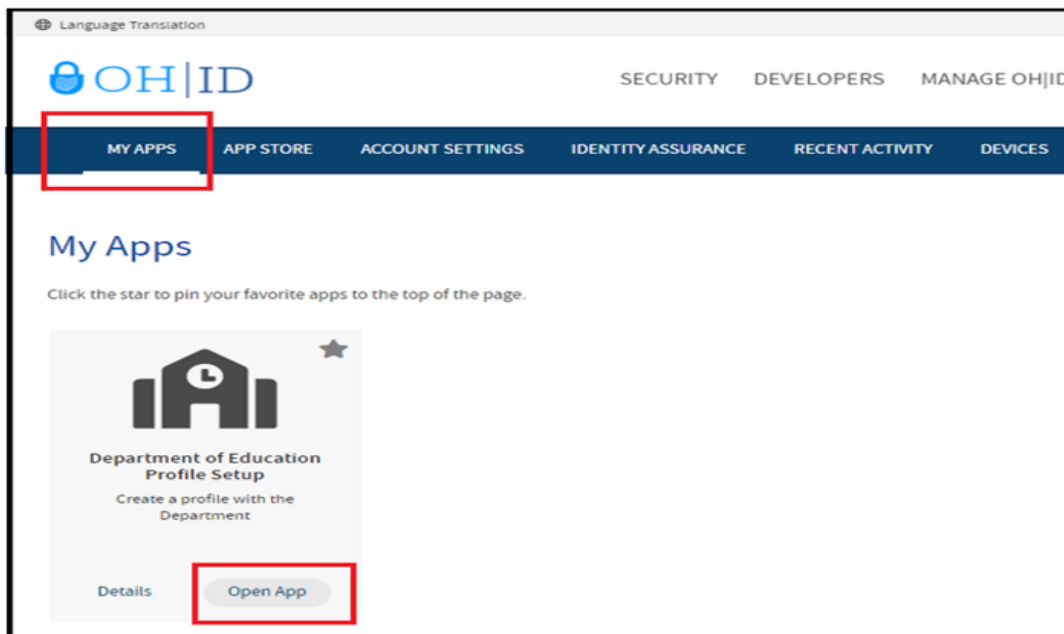 Language Translation
OH|ID
SECURITY DEVELOPERS MANAGE OH|ID
MY APPS APP STORE ACCOUNT SETTINGS IDENTITY ASSURANCE RECENT ACTIVITY DEVICES
My Apps
Click the star to pin your favorite apps to the top of the page.
Department of Education
Profile Setup
Create a profile with the
Department
Details Open App